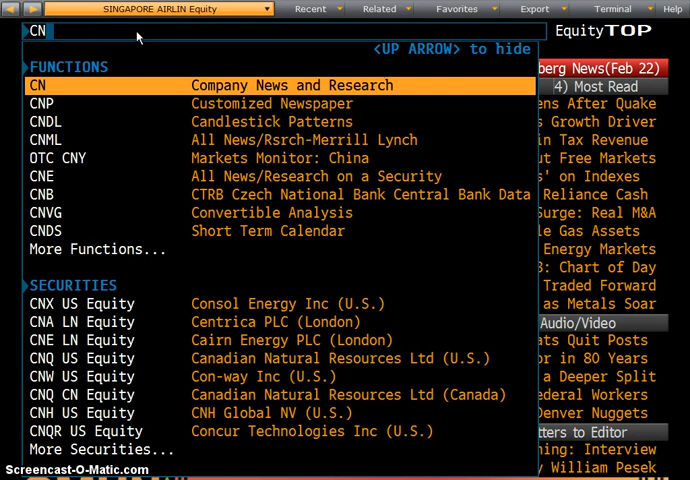 SINGAPORE AIRLIN Equity Recent Related Favorites Export Terminal Help
CN EquityTOP
<UP ARROW> to hide
FUNCTIONS berg News(Feb 22)
CN Company News and Research 4) Most Read
CNP Customized Newspaper ens After Quake
CNDL Candlestick Patterns s Growth Driver
CNML All News/Rsrch-Merrill Lynch in Tax Revenue
OTC CNY Markets Monitor: China ut Free Markets
CNE All News/Research on a Security s' on Indexes
CNB CTRB Czech National Bank Central Bank Data Reliance Cash
CNVG Convertible Analysis Surge: Real M&A
CNDS Short Term Calendar le Gas Assets
More Functions... Energy Markets
3: Chart of Day
SECURITIES Traded Forward
CNX US Equity Consol Energy Inc (U.S.) as Metals Soar
CNA LN Equity Centrica PLC (London) Audio/Video
CNE LN Equity Cairn Energy PLC (London) ats Quit Posts
CNQ US Equity Canadian Natural Resources Ltd (U.S.) or in 80 Years
CNW US Equity Con-way Inc (U.S.) a Deeper Split
CNQ CN Equity Canadian Natural Resources Ltd (Canada) ederal Workers
CNH US Equity CNH Global NV (U.S.) Denver Nuggets
CNQR US Equity Concur Technologies Inc (U.S.) tters to Editor
More Securities... ning: Interview
Screencast-O-Matic.com y William Pesek